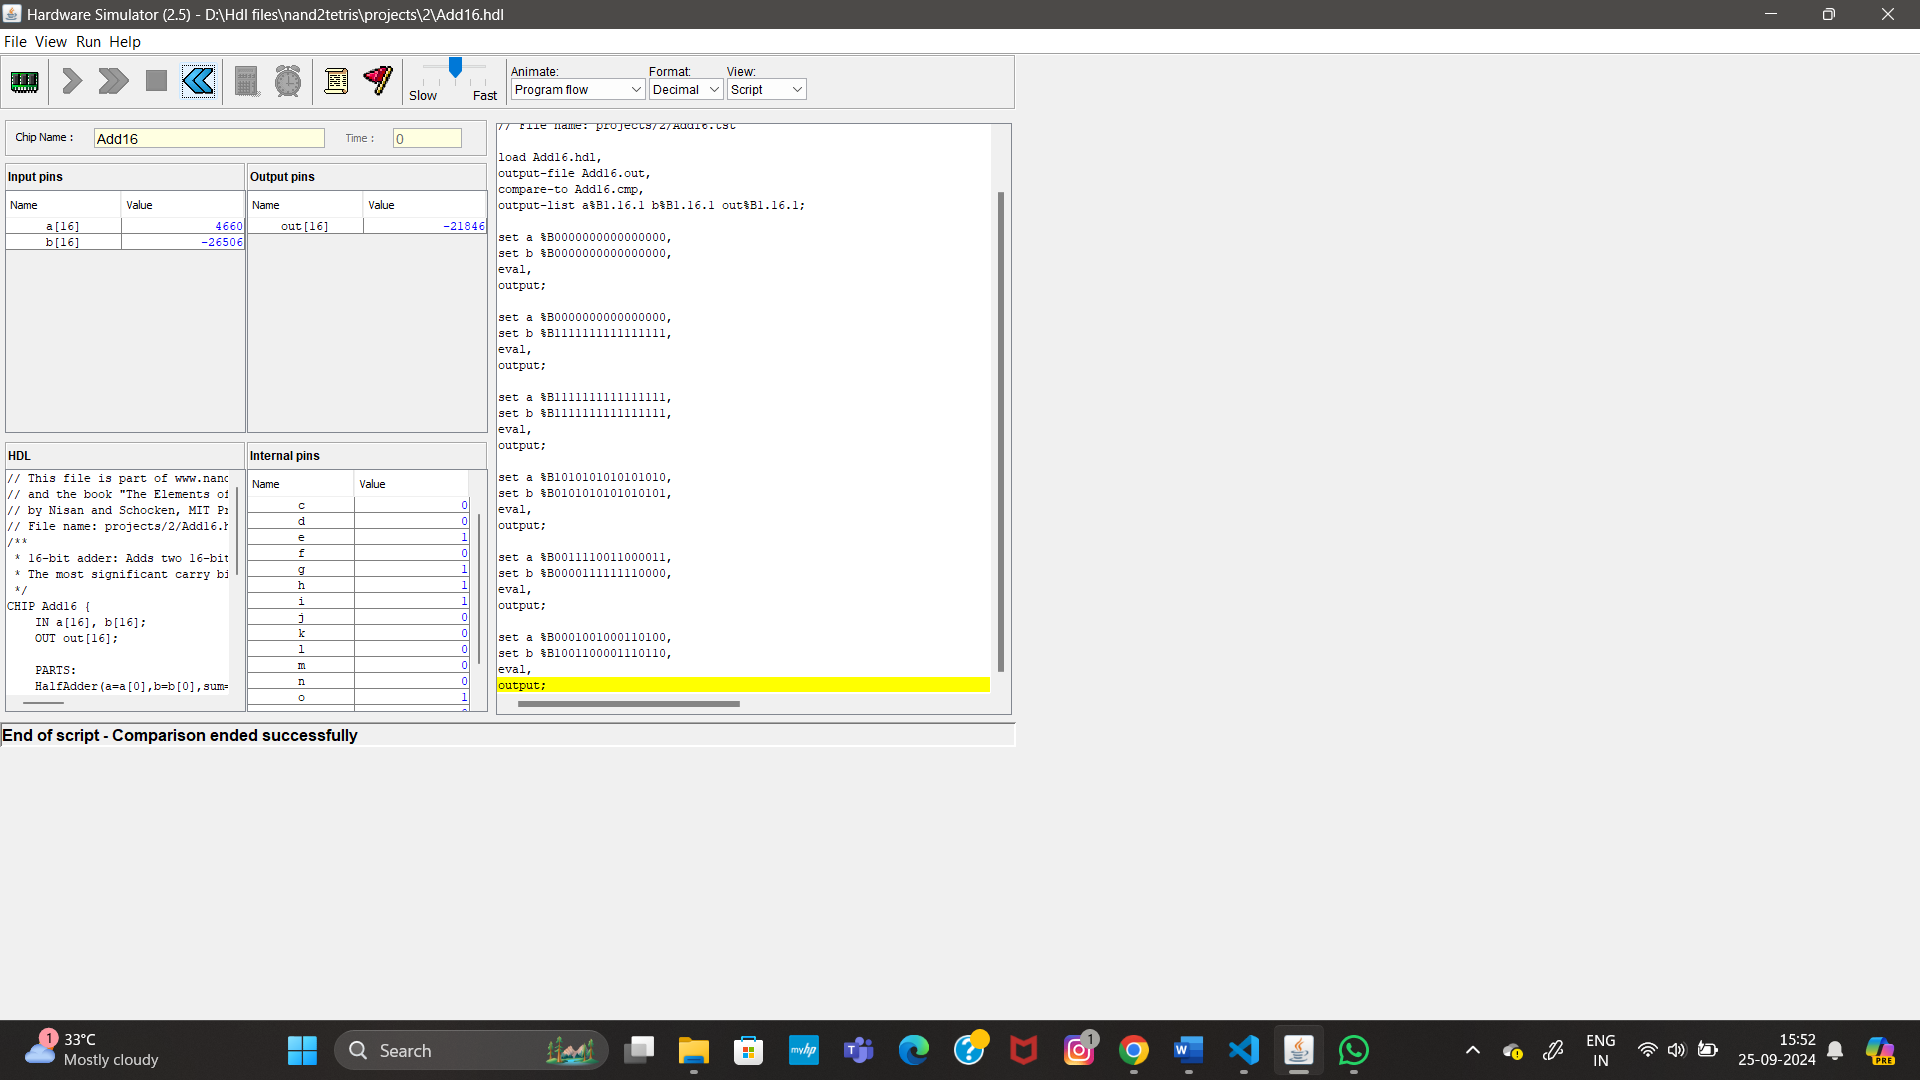 Hardware Simulator (2.5) - D:\Hdl files\nand2tetris\projects\2\Add16.hdl
File View Run Help
Slow Fast
Animate:
Program flow
Format:
Decimal
View:
Script
Chip Name :
Add16
Time :
0
Input pins
Name Value
a[16] 4660
b[16] -26506
Output pins
Name Value
out[16] -21846
HDL
// This file is part of www.nand
// and the book "The Elements of
// by Nisan and Schocken, MIT Pr
// File name: projects/2/Add16.h
/**
* 16-bit adder: Adds two 16-bit
* The most significant carry bi
*/
CHIP Add16 {
IN a[16], b[16];
OUT out[16];
PARTS:
HalfAdder(a=a[0],b=b[0],sum=
Internal pins
Name Value
c 0
d 0
e 1
f 0
g 1
h 1
i 1
j 0
k 0
l 0
m 0
n 0
o 1
// File name: projects/2/Add16.tst
load Add16.hdl,
output-file Add16.out,
compare-to Add16.cmp,
output-list a%B1.16.1 b%B1.16.1 out%B1.16.1;
set a %B0000000000000000,
set b %B0000000000000000,
eval,
output;
set a %B0000000000000000,
set b %B1111111111111111,
eval,
output;
set a %B1111111111111111,
set b %B1111111111111111,
eval,
output;
set a %B1010101010101010,
set b %B0101010101010101,
eval,
output;
set a %B0011110011000011,
set b %B0000111111110000,
eval,
output;
set a %B0001001000110100,
set b %B1001100001110110,
eval,
output;
End of script - Comparison ended successfully
1
33°C
Mostly cloudy
Search
myhp
1
ENG
IN
15:52
25-09-2024
PRE